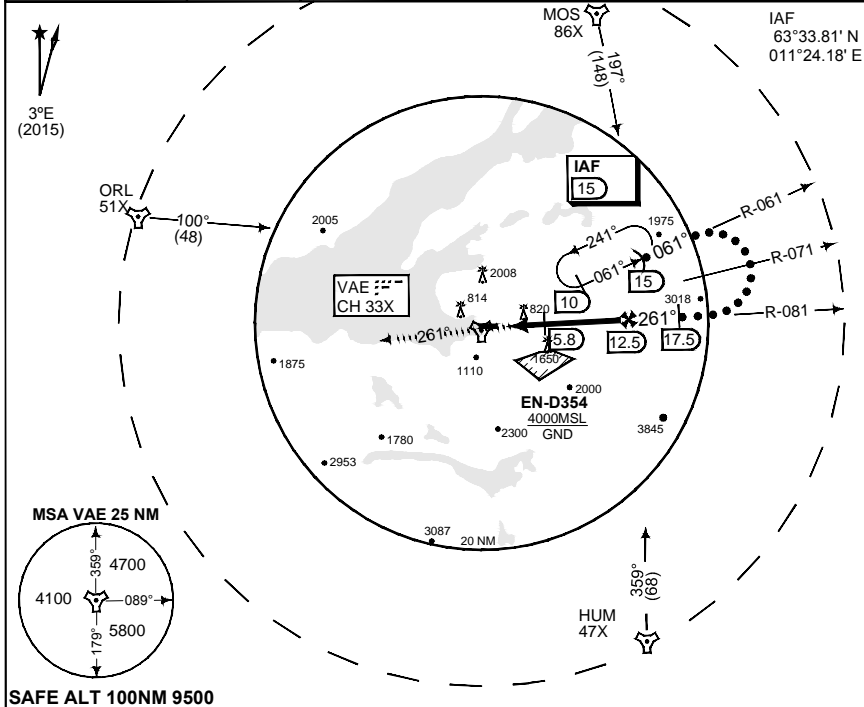 MOS
86X
IAF
63°33.81' N
011°24.18' E
3ºE
(2015)
197°
(148)
ORL
51X
100°
(48)
IAF
15
2005
1975
R-061
241°
061°
061°
R-071
15
2008
VAE
CH 33X
10
814
820
3018
R-081
261°
261°
5.8
12.5
17.5
1650
1875
1110
2000
EN-D354
4000MSL
GND
3845
2300
1780
2953
MSA VAE 25 NM
3087
20 NM
359°
4700
359°
(68)
4100
089°
HUM
47X
179°
5800
SAFE ALT 100NM 9500